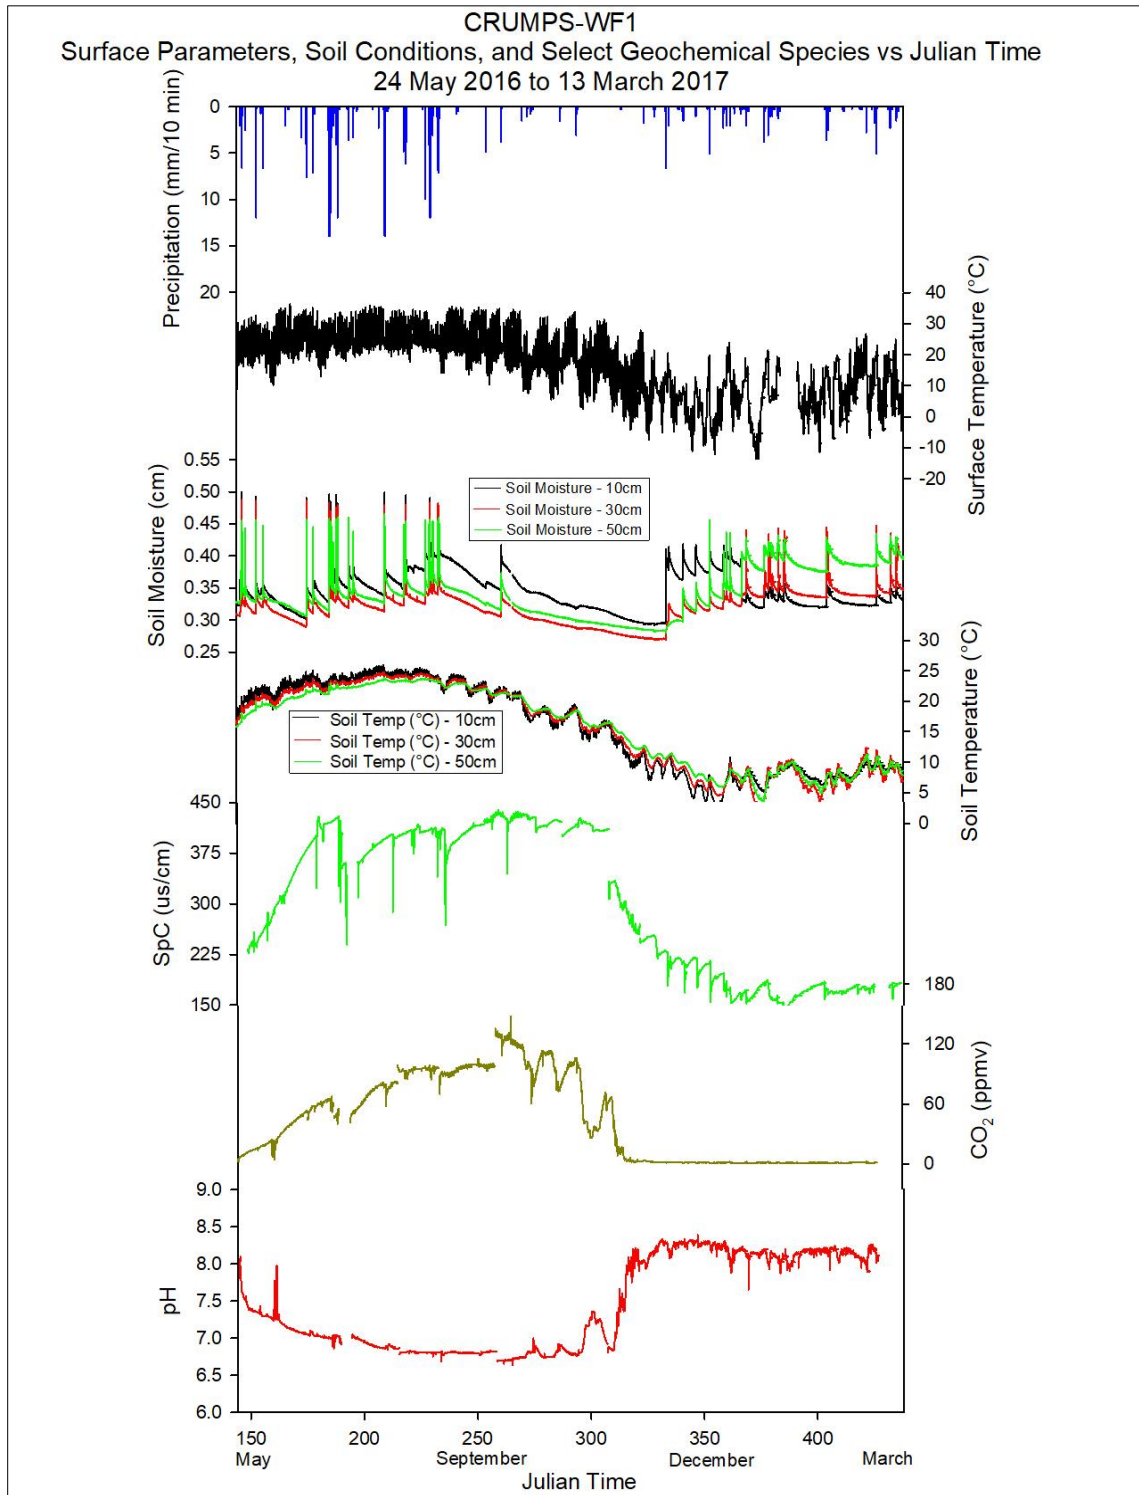 CRUMPS-WF1
Surface Parameters, Soil Conditions, and Select Geochemical Species vs Julian Time
24 May 2016 to 13 March 2017
Precipitation (mm/10 min)
0
5
10
15
20
Surface Temperature (°C)
40
30
20
10
0
-10
-20
Soil Moisture (cm)
0.55
0.50
0.45
0.40
0.35
0.30
0.25
Soil Moisture - 10cm
Soil Moisture - 30cm
Soil Moisture - 50cm
Soil Temperature (°C)
30
25
20
15
10
5
0
Soil Temp (°C) - 10cm
Soil Temp (°C) - 30cm
Soil Temp (°C) - 50cm
SpC (us/cm)
450
375
300
225
150
CO2 (ppmv)
180
120
60
0
pH
9.0
8.5
8.0
7.5
7.0
6.5
6.0
150 200 250 300 350 400
May September December March
Julian Time